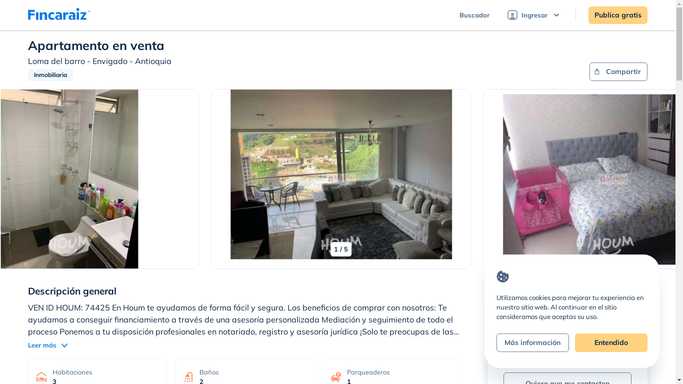 Fincaraiz
Buscador
Ingresar
Publica gratis
Apartamento en venta
Loma del barro - Envigado - Antioquia
Inmobiliaria
Compartir
HOUM
HOUM
HOUM
1 / 5
Descripción general
VEN ID HOUM: 74425 En Houm te ayudamos de forma fácil y segura. Los beneficios de comprar con nosotros: Te
ayudamos a conseguir financiamiento a través de una asesoría personalizada Mediación y seguimiento de todo el
proceso Ponemos a tu disposición profesionales en notariado, registro y asesoría jurídica ¡Solo te preocupas de las...
Leer más
Habitaciones
3
Baños
2
Parqueaderos
1
Utilizamos cookies para mejorar tu experiencia en
nuestro sitio web. Al continuar en el sitio
consideramos que aceptas su uso.
Más información
Entendido
Quiero que me contacten